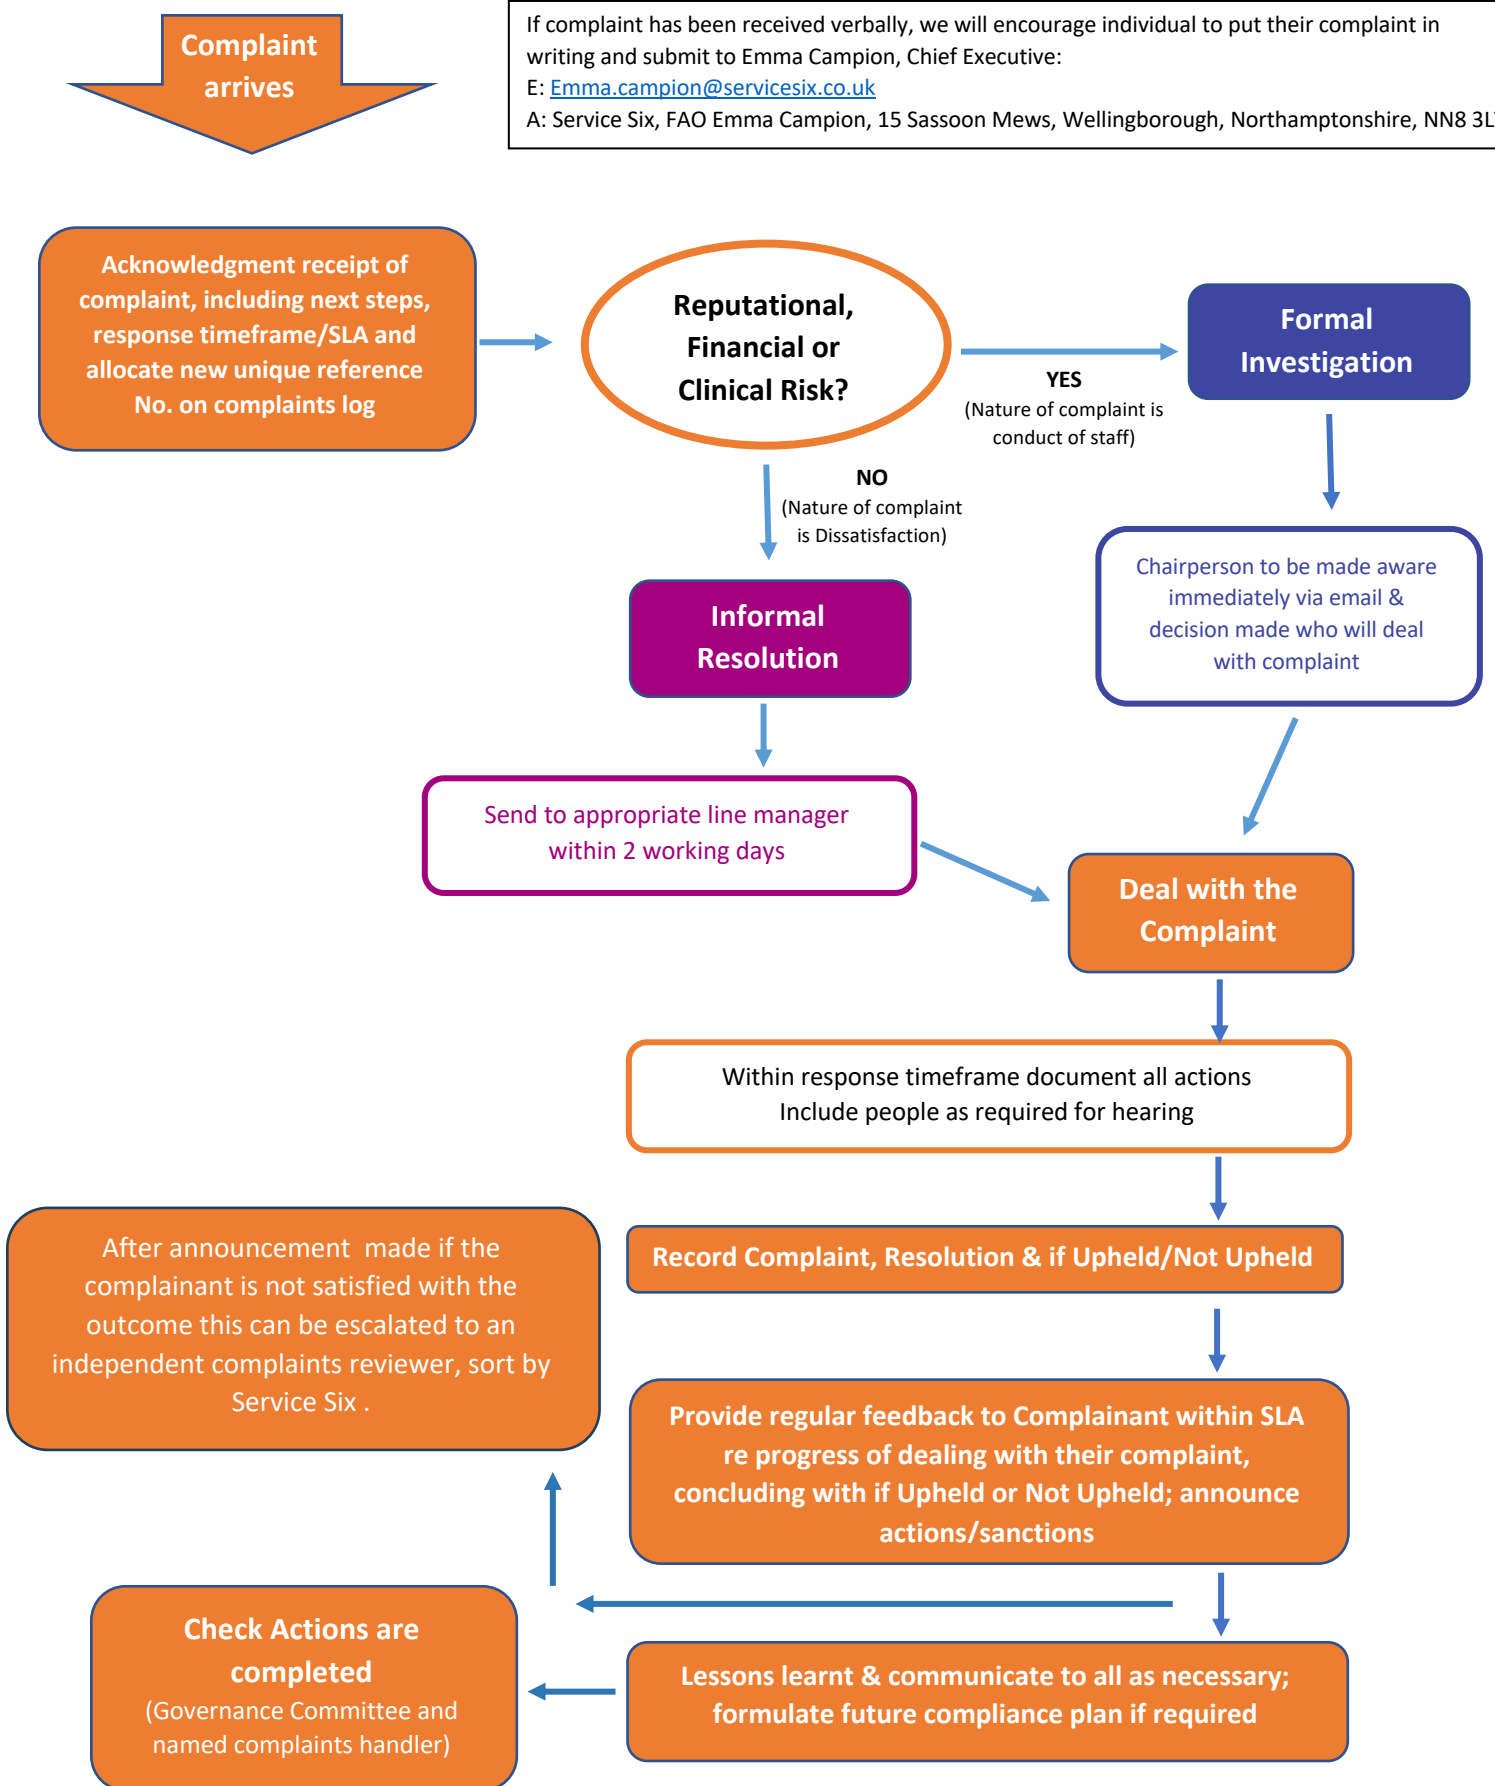 Complaint
arrives
If complaint has been received verbally, we will encourage individual to put their complaint in
writing and submit to Emma Campion, Chief Executive:
E: Emma.campion@servicesix.co.uk
A: Service Six, FAO Emma Campion, 15 Sassoon Mews, Wellingborough, Northamptonshire, NN8 3LT
Acknowledgment receipt of
complaint, including next steps,
response timeframe/SLA and
allocate new unique reference
No. on complaints log
Reputational,
Financial or
Clinical Risk?
YES
(Nature of complaint is
conduct of staff)
Formal
Investigation
NO
(Nature of complaint
is Dissatisfaction)
Chairperson to be made aware
immediately via email &
decision made who will deal
with complaint
Informal
Resolution
Send to appropriate line manager
within 2 working days
Deal with the
Complaint
Within response timeframe document all actions
Include people as required for hearing
Record Complaint, Resolution & if Upheld/Not Upheld
After announcement  made if the
complainant is not satisfied with the
outcome this can be escalated to an
independent complaints reviewer, sort by
Service Six .
Provide regular feedback to Complainant within SLA
re progress of dealing with their complaint,
concluding with if Upheld or Not Upheld; announce
actions/sanctions
Lessons learnt & communicate to all as necessary;
formulate future compliance plan if required
Check Actions are
completed
(Governance Committee and
named complaints handler)